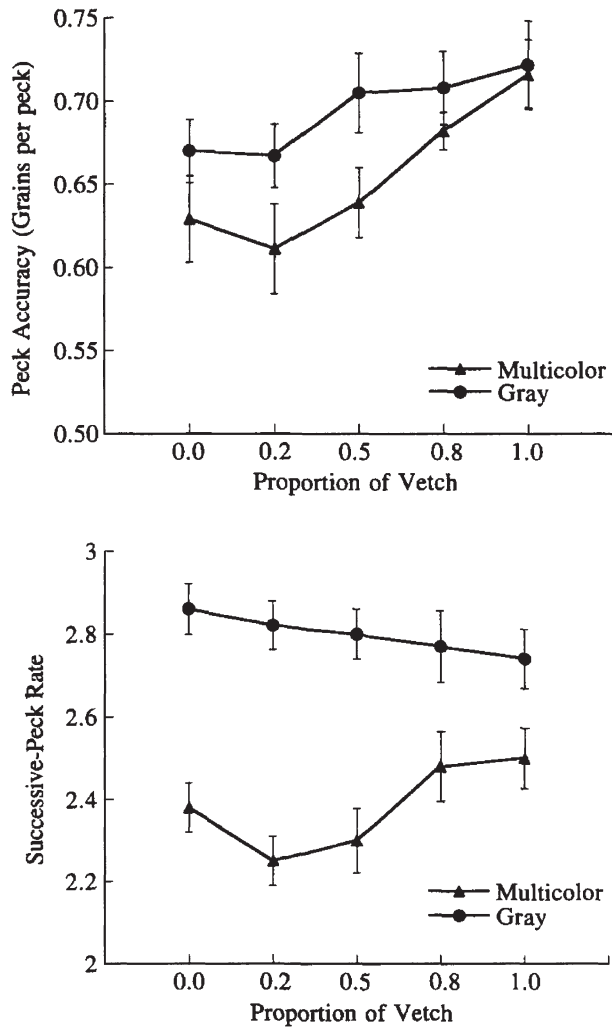 0.75
0.70
0.65
0.60
0.55
0.50
Peck Accuracy (Grains per peck)
Multicolor
Gray
0.0 0.2 0.5 0.8 1.0
Proportion of Vetch
3
2.8
2.6
2.4
2.2
2
Successive-Peck Rate
Multicolor
Gray
0.0 0.2 0.5 0.8 1.0
Proportion of Vetch